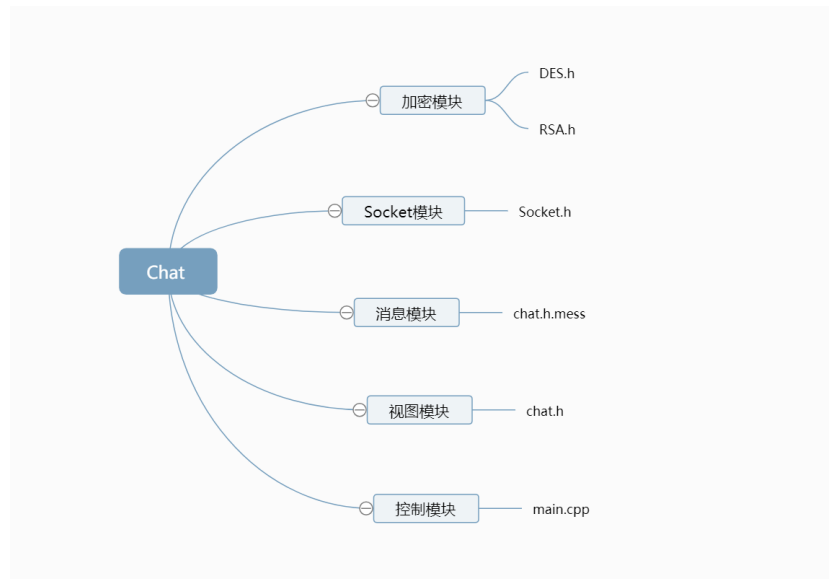 加密模块
DES.h
RSA.h
Socket模块
Socket.h
Chat
消息模块
chat.h.mess
视图模块
chat.h
控制模块
main.cpp